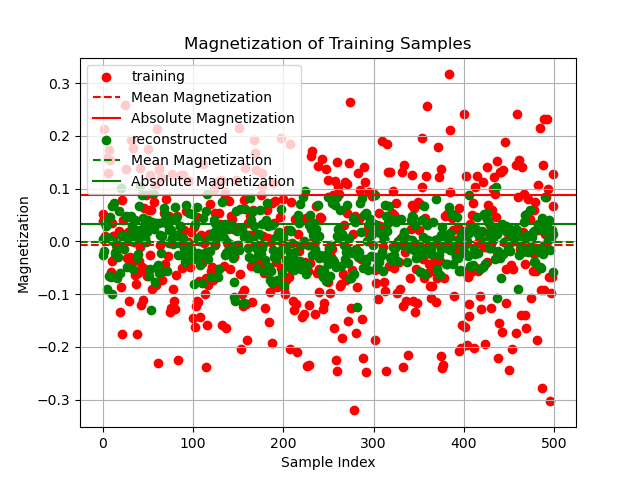 Magnetization of Training Samples
training
Mean Magnetization
Absolute Magnetization
reconstructed
Mean Magnetization
Absolute Magnetization
Magnetization
0.3
0.2
0.1
0.0
−0.1
−0.2
−0.3
0 100 200 300 400 500
Sample Index